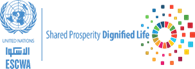 UNITED NATIONS
الإسكوا
ESCWA
Shared Prosperity Dignified Life